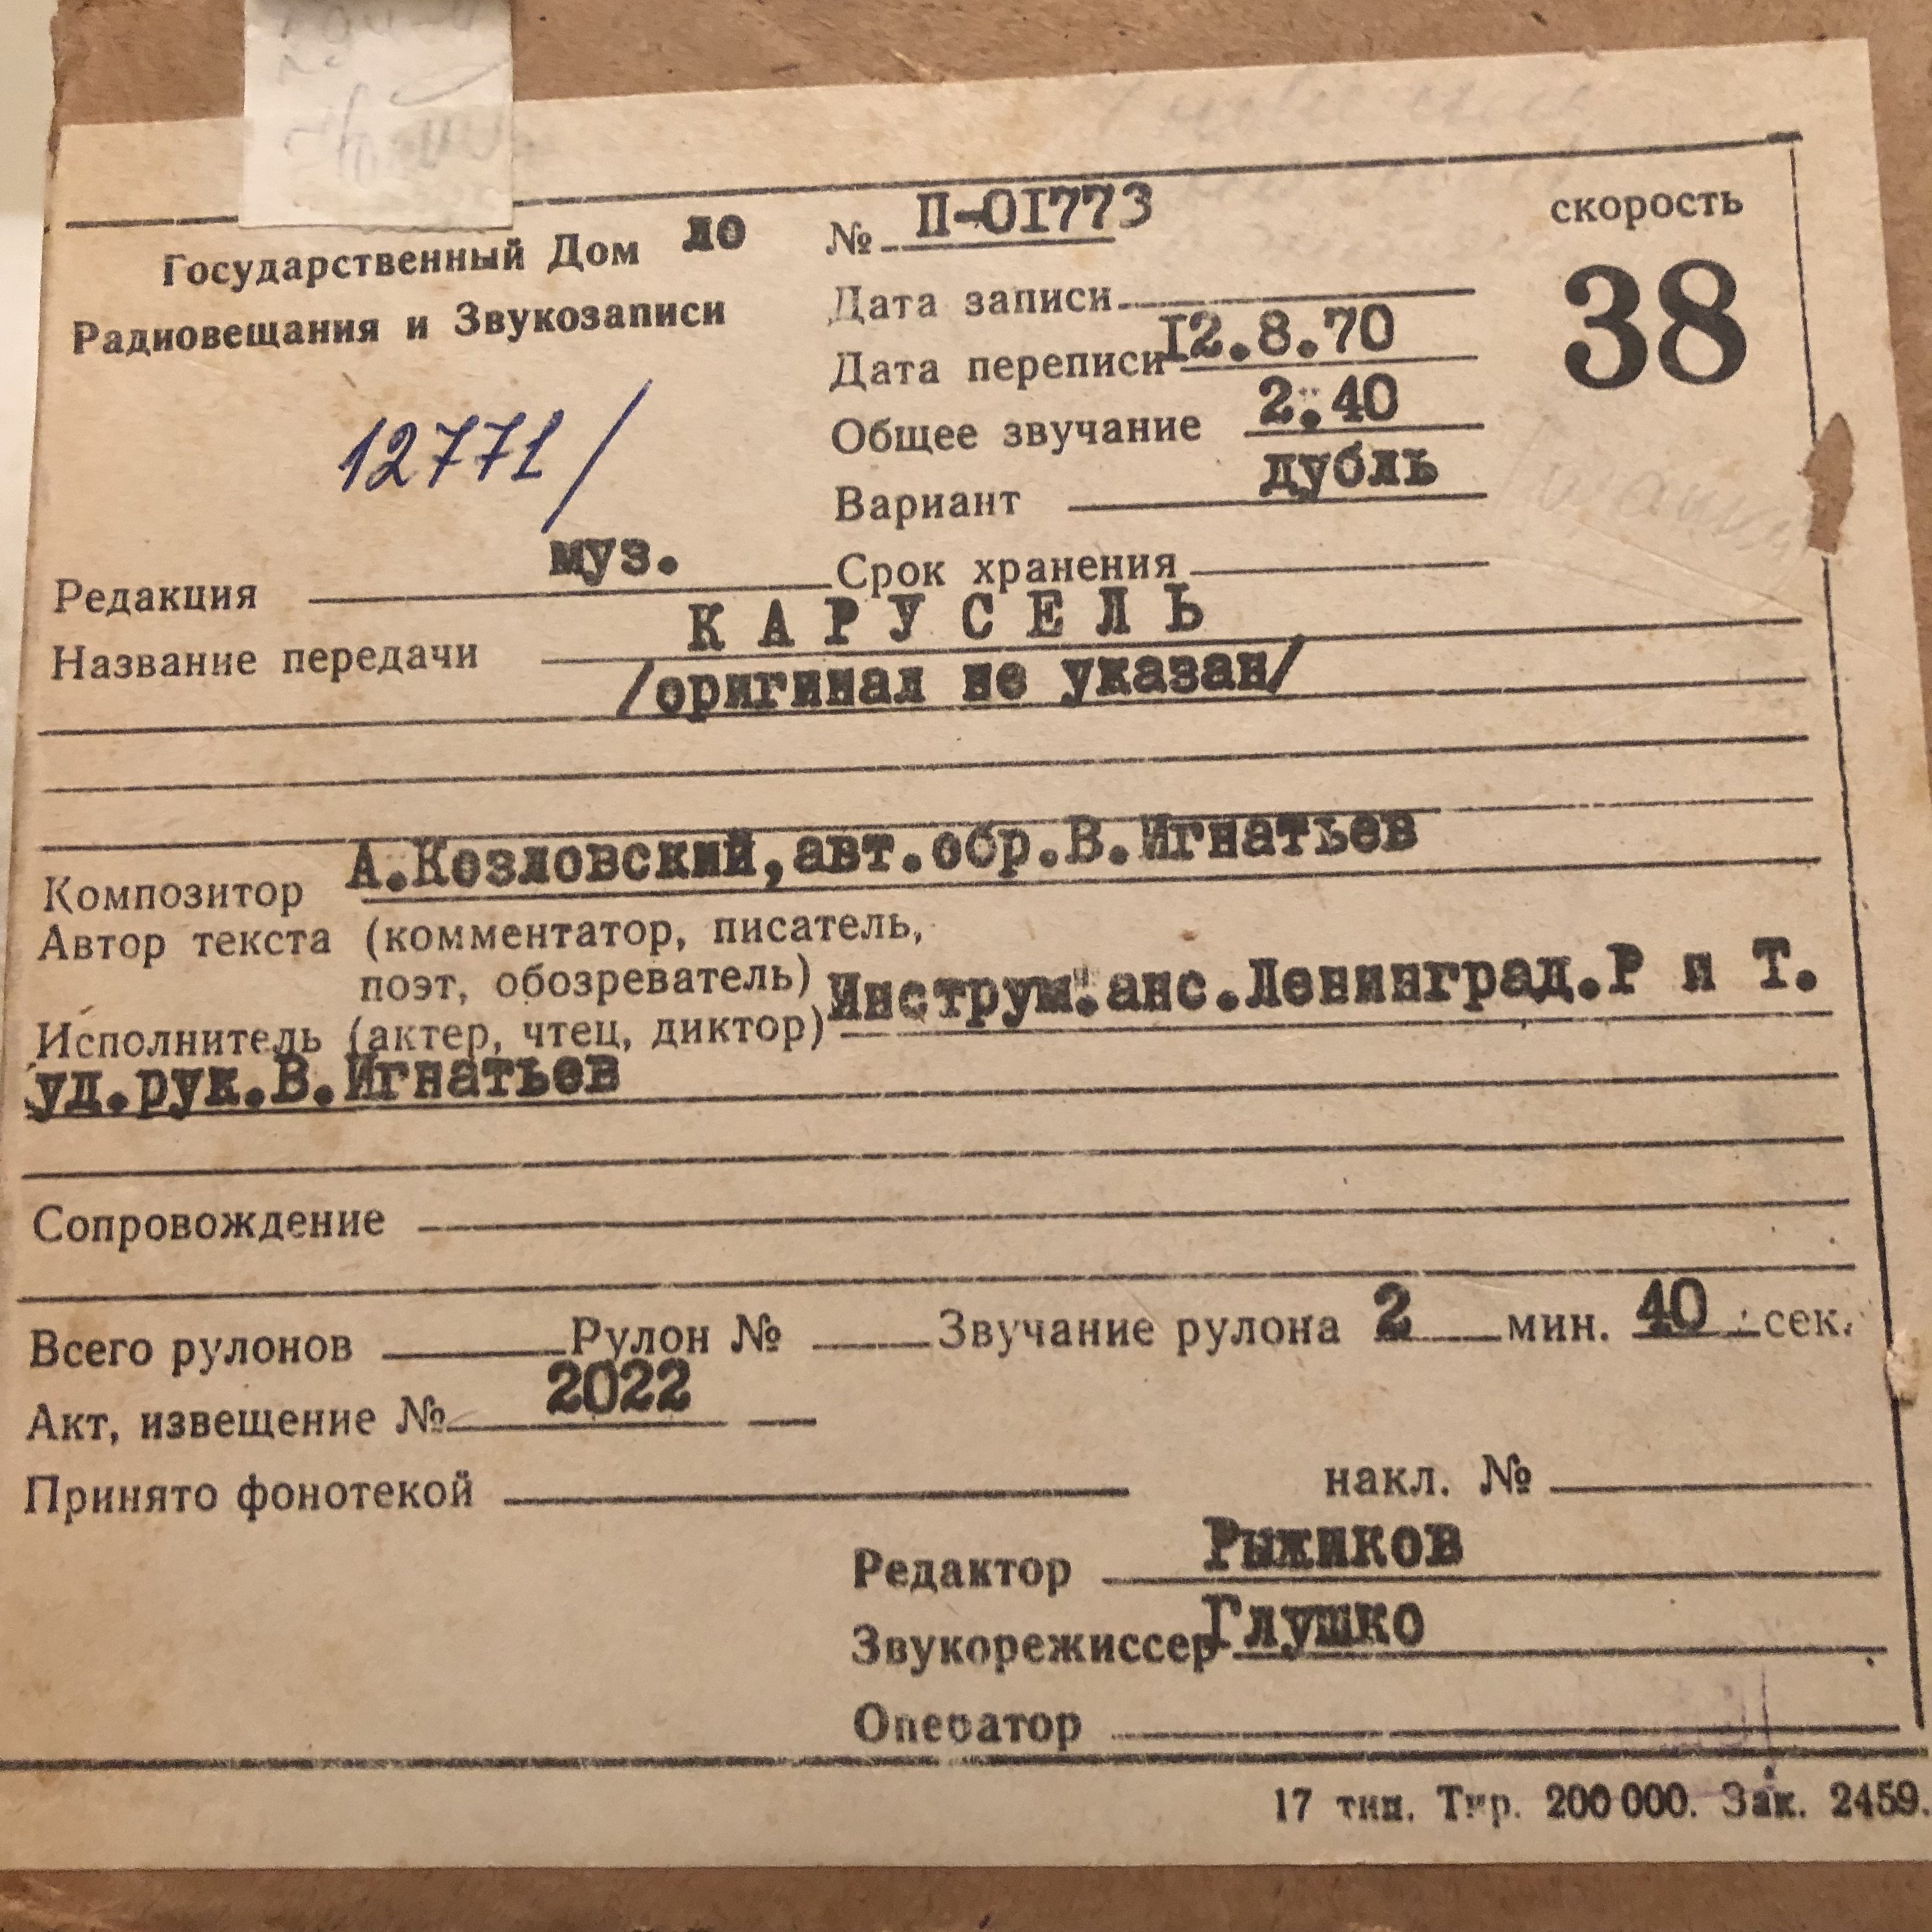 Государственный Дом ло
Радиовещания и Звукозаписи
12771/
№ П-01773
Дата записи
Дата переписи 12.8.70
Общее звучание 2.40
Вариант дубль
скорость
38
Редакция муз. Срок хранения
Название передачи КАРУСЕЛЬ
/оригинал не указан/
Композитор А.Козловский,авт.обр.В.Игнатьев
Автор текста (комментатор, писатель,
поэт, обозреватель)
Исполнитель (актер, чтец, диктор) Инструм.анс.Ленинград.Р и Т.
уд.рук.В.Игнатьев
Сопровождение
Всего рулонов Рулон № Звучание рулона 2 мин. 40 сек.
Акт, извещение № 2022
Принято фонотекой накл. №
Редактор Рыжиков
Звукорежиссер Глушко
Оператор
17 тип. Тир. 200 000. Зак. 2459.